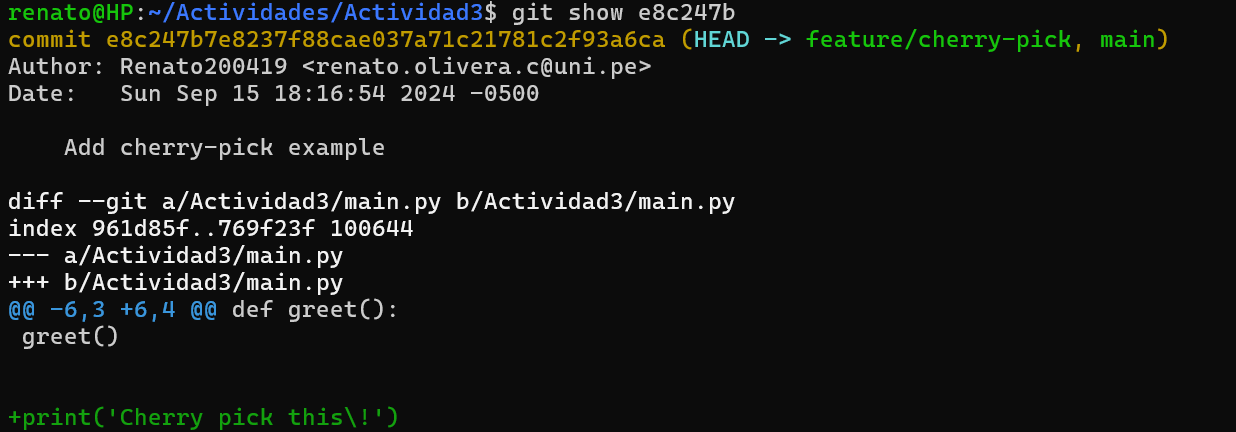 renato@HP:~/Actividades/Actividad3$ git show e8c247b
commit e8c247b7e8237f88cae037a71c21781c2f93a6ca (HEAD -> feature/cherry-pick, main)
Author: Renato200419 <renato.olivera.c@uni.pe>
Date:   Sun Sep 15 18:16:54 2024 -0500
    Add cherry-pick example
diff --git a/Actividad3/main.py b/Actividad3/main.py
index 961d85f..769f23f 100644
--- a/Actividad3/main.py
+++ b/Actividad3/main.py
@@ -6,3 +6,4 @@ def greet():
 greet()
+print('Cherry pick this\!')